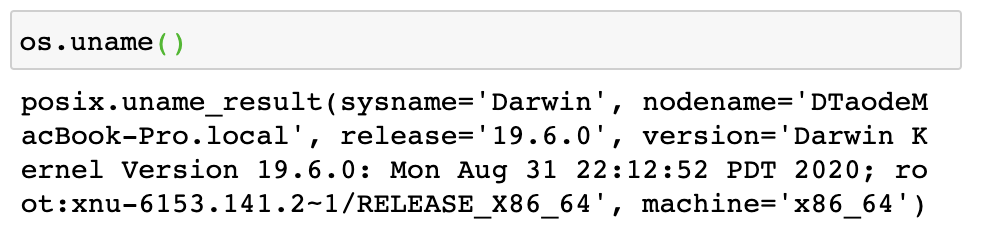 os.uname()
posix.uname_result(sysname='Darwin', nodename='DTaodeM
acBook-Pro.local', release='19.6.0', version='Darwin K
ernel Version 19.6.0: Mon Aug 31 22:12:52 PDT 2020; ro
ot:xnu-6153.141.2~1/RELEASE_X86_64', machine='x86_64')